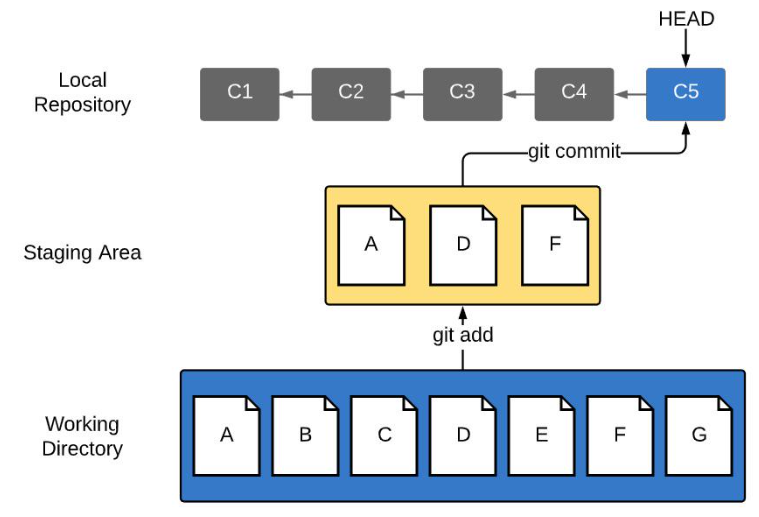 HEAD
Local
Repository
C1
C2
C3
C4
C5
git commit
Staging Area
A
D
F
git add
Working
Directory
A
B
C
D
E
F
G